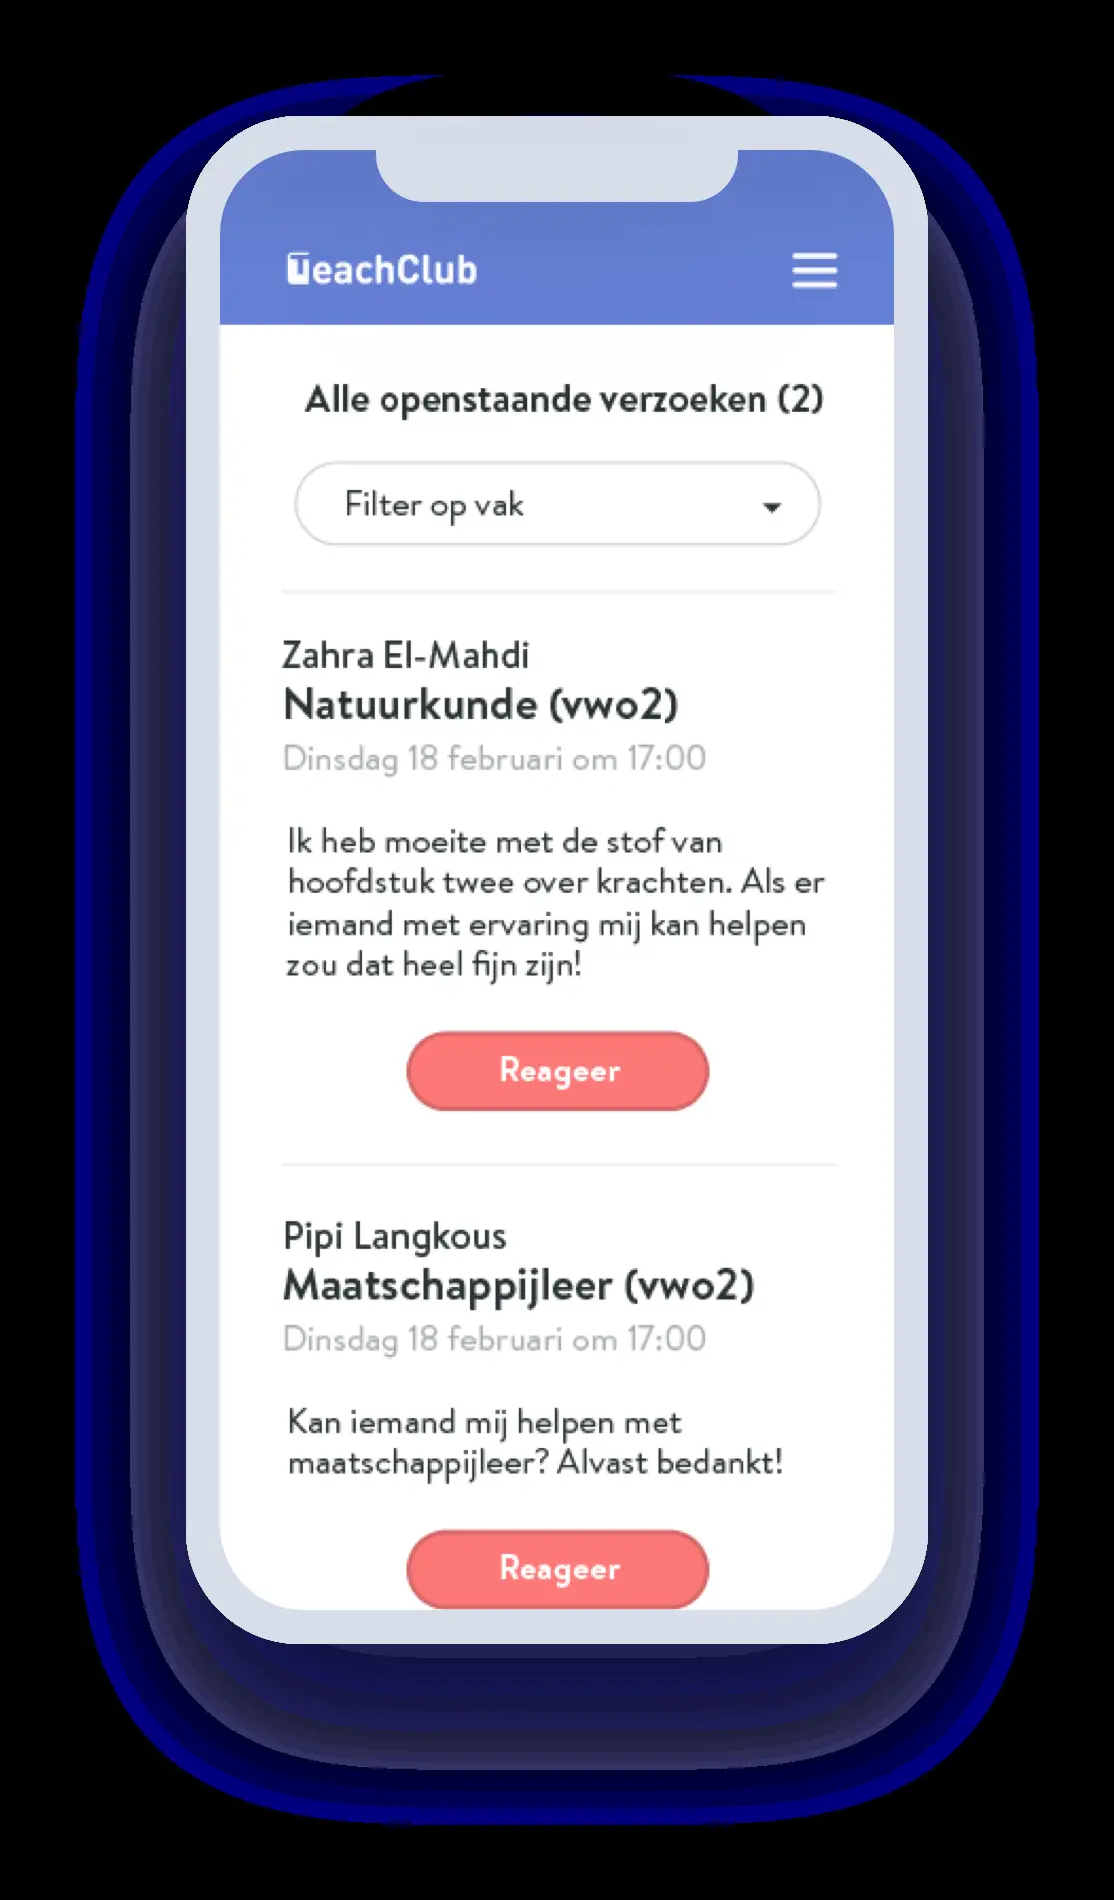 TeachClub
Alle openstaande verzoeken (2)
Filter op vak
Zahra El-Mahdi
Natuurkunde (vwo2)
Dinsdag 18 februari om 17:00
Ik heb moeite met de stof van
hoofdstuk twee over krachten. Als er
iemand met ervaring mij kan helpen
zou dat heel fijn zijn!
Reageer
Pipi Langkous
Maatschappijleer (vwo2)
Dinsdag 18 februari om 17:00
Kan iemand mij helpen met
maatschappijleer? Alvast bedankt!
Reageer